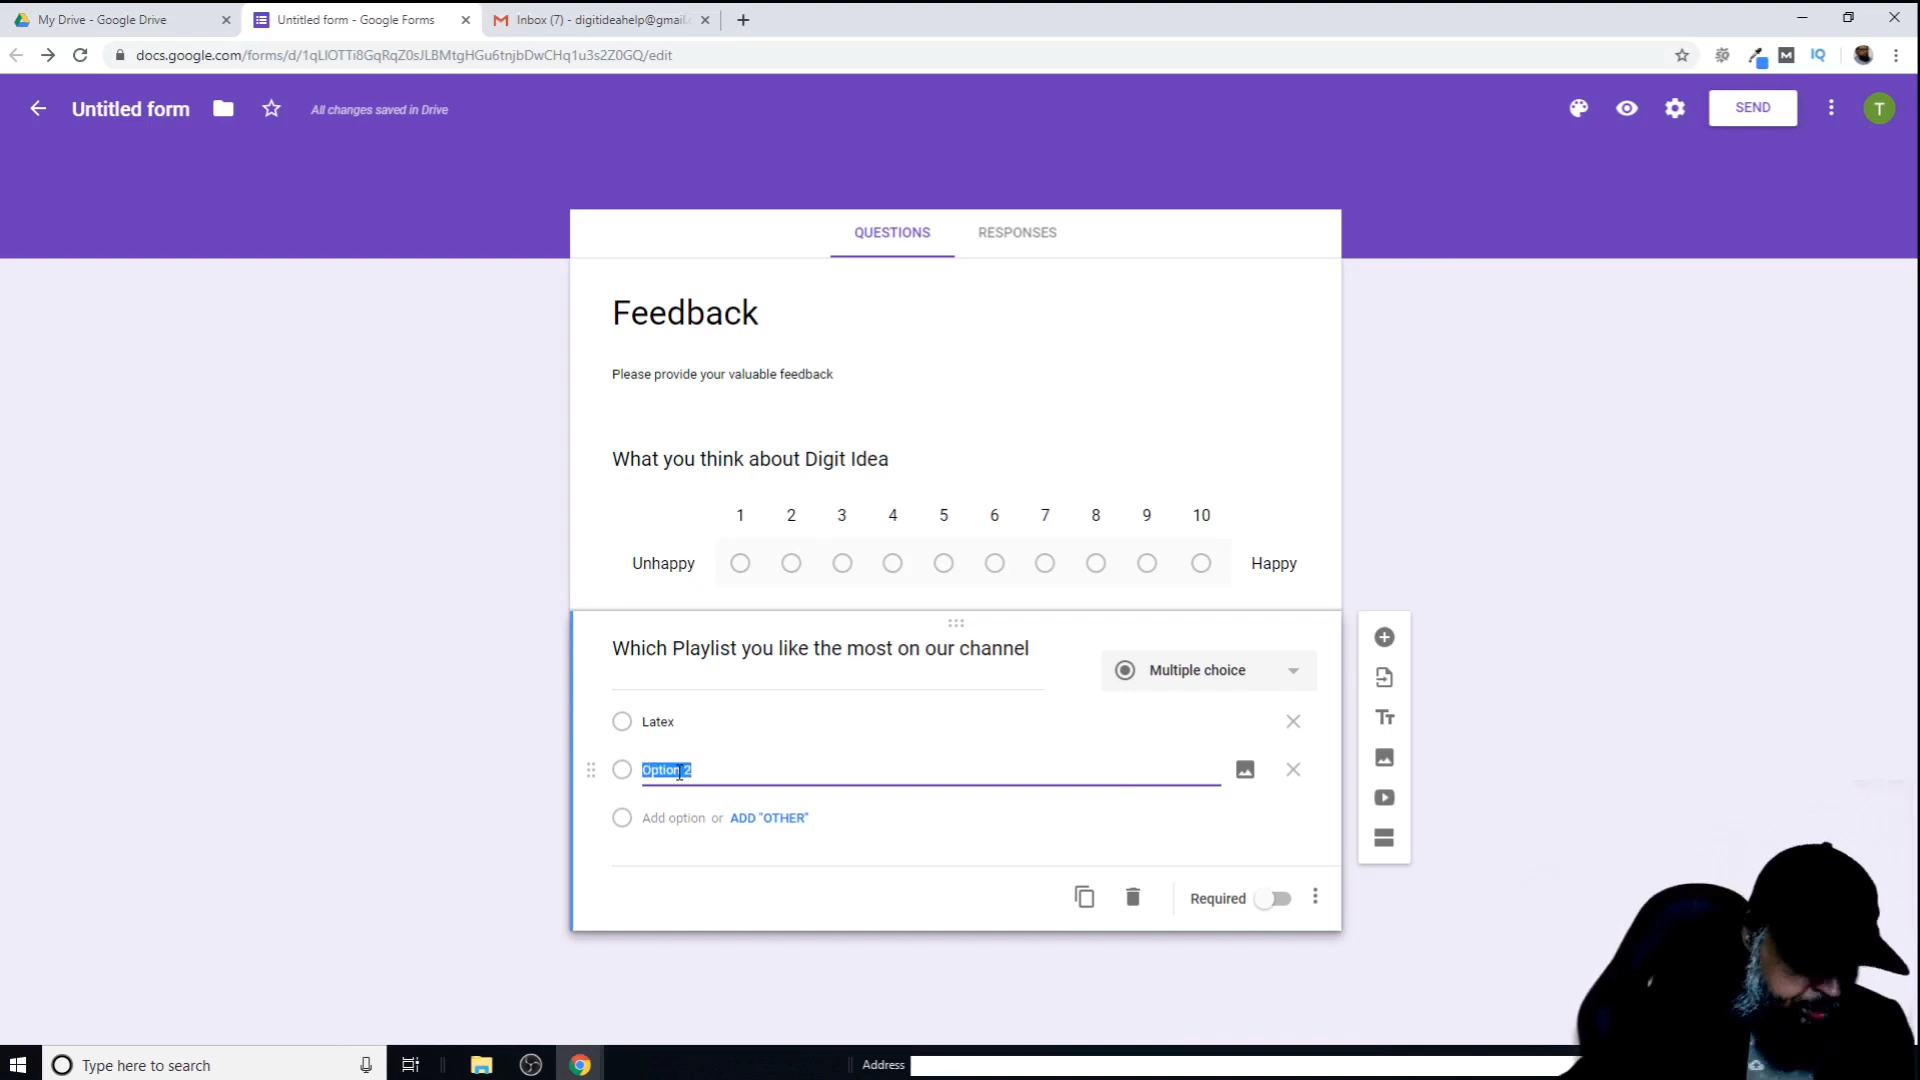 My Drive - Google Drive
Untitled form - Google Forms
Inbox (7) - digitideahelp@gmail.
docs.google.com/forms/d/1qLlOTTi8GqRqZ0sJLBMtgHGu6tnjbDwCHq1u3s2Z0GQ/edit
M
IQ
Untitled form
All changes saved in Drive
SEND
T
QUESTIONS
RESPONSES
Feedback
Please provide your valuable feedback
What you think about Digit Idea
1 2 3 4 5 6 7 8 9 10
Unhappy
Happy
Which Playlist you like the most on our channel
Multiple choice
Latex
Option 2
Add option or ADD "OTHER"
Required
Tт
Type here to search
Address